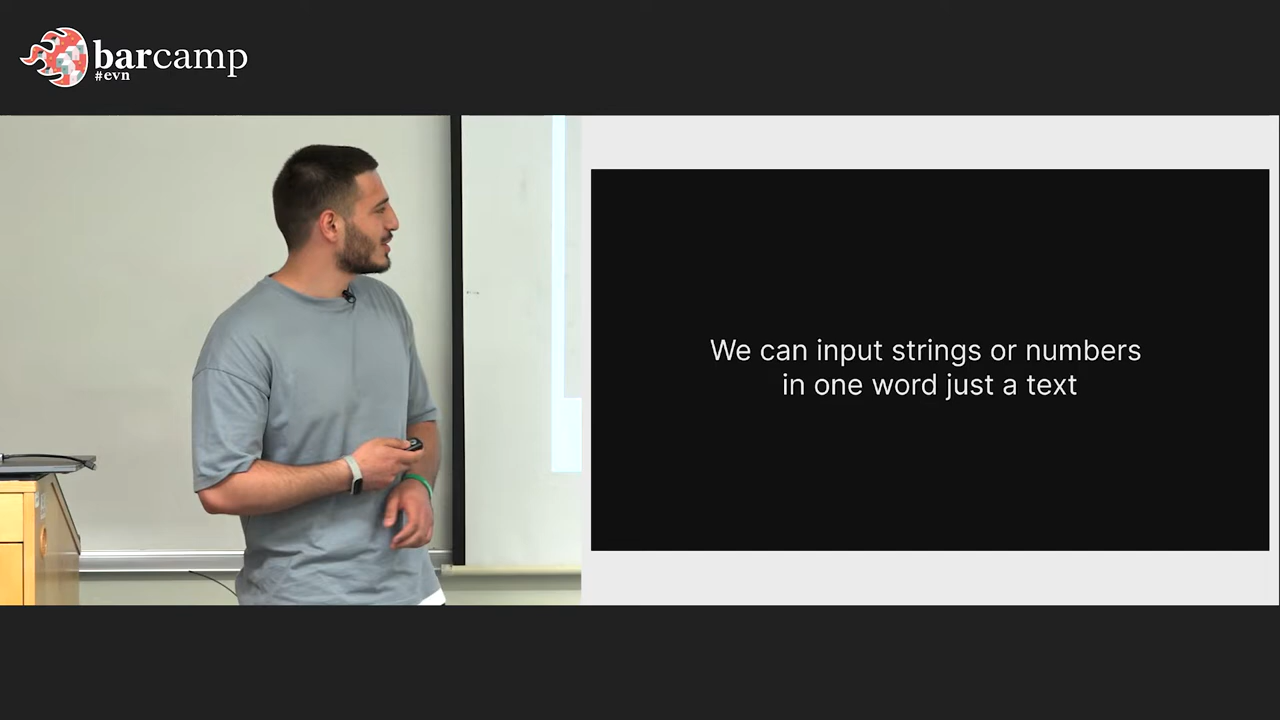 barcamp
#evn
We can input strings or numbers
in one word just a text